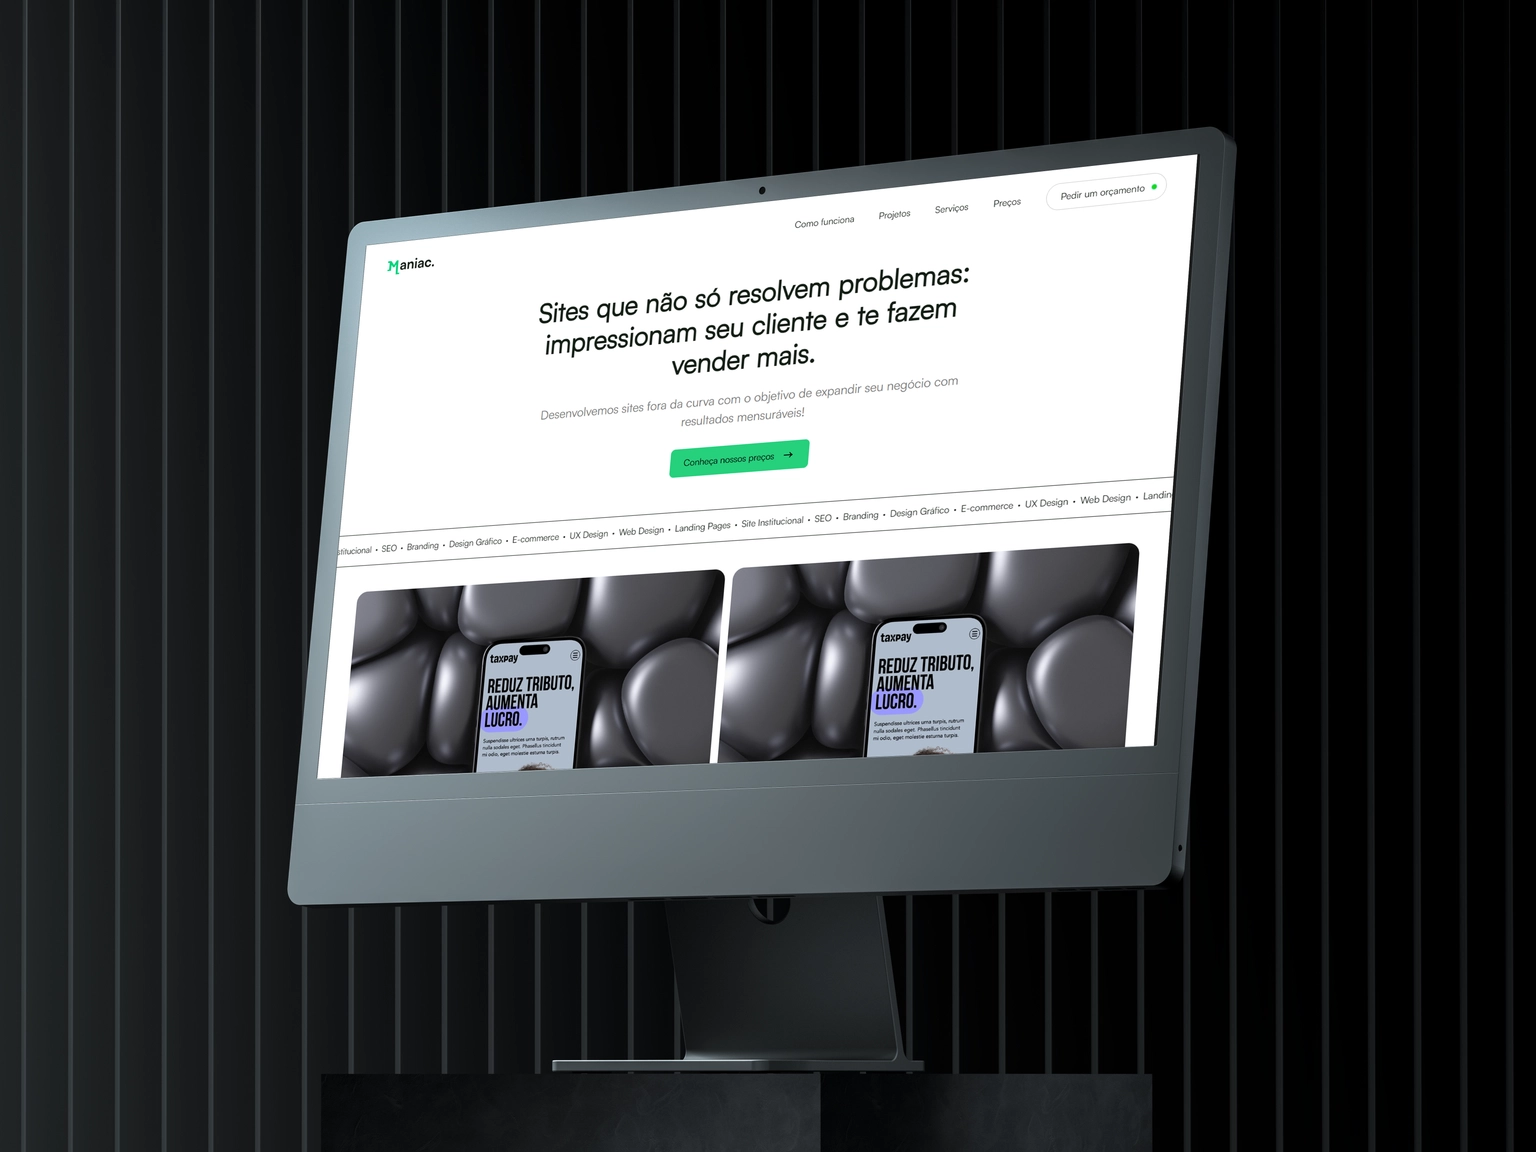 Como funciona
Projetos
Serviços
Preços
Pedir um orçamento
Maniac.
Sites que não só resolvem problemas:
impressionam seu cliente e te fazem
vender mais.
Desenvolvemos sites fora da curva com o objetivo de expandir seu negócio com
resultados mensuráveis!
Conheça nossos preços →
stitucional • SEO • Branding • Design Gráfico • E-commerce • UX Design • Web Design • Landing Pages • Site Institucional • SEO • Branding • Design Gráfico • E-commerce • UX Design • Web Design • Landin
taxpay
REDUZ TRIBUTO,
AUMENTA
LUCRO.
Suspendisse ultrices urna turpis, rutrum
nulla sodales eget. Phasellus tincidunt
mi odio, eget molestie estuma turpis.
taxpay
REDUZ TRIBUTO,
AUMENTA
LUCRO.
Suspendisse ultrices urna turpis, rutrum
nulla sodales eget. Phasellus tincidunt
mi odio, eget molestie estuma turpis.